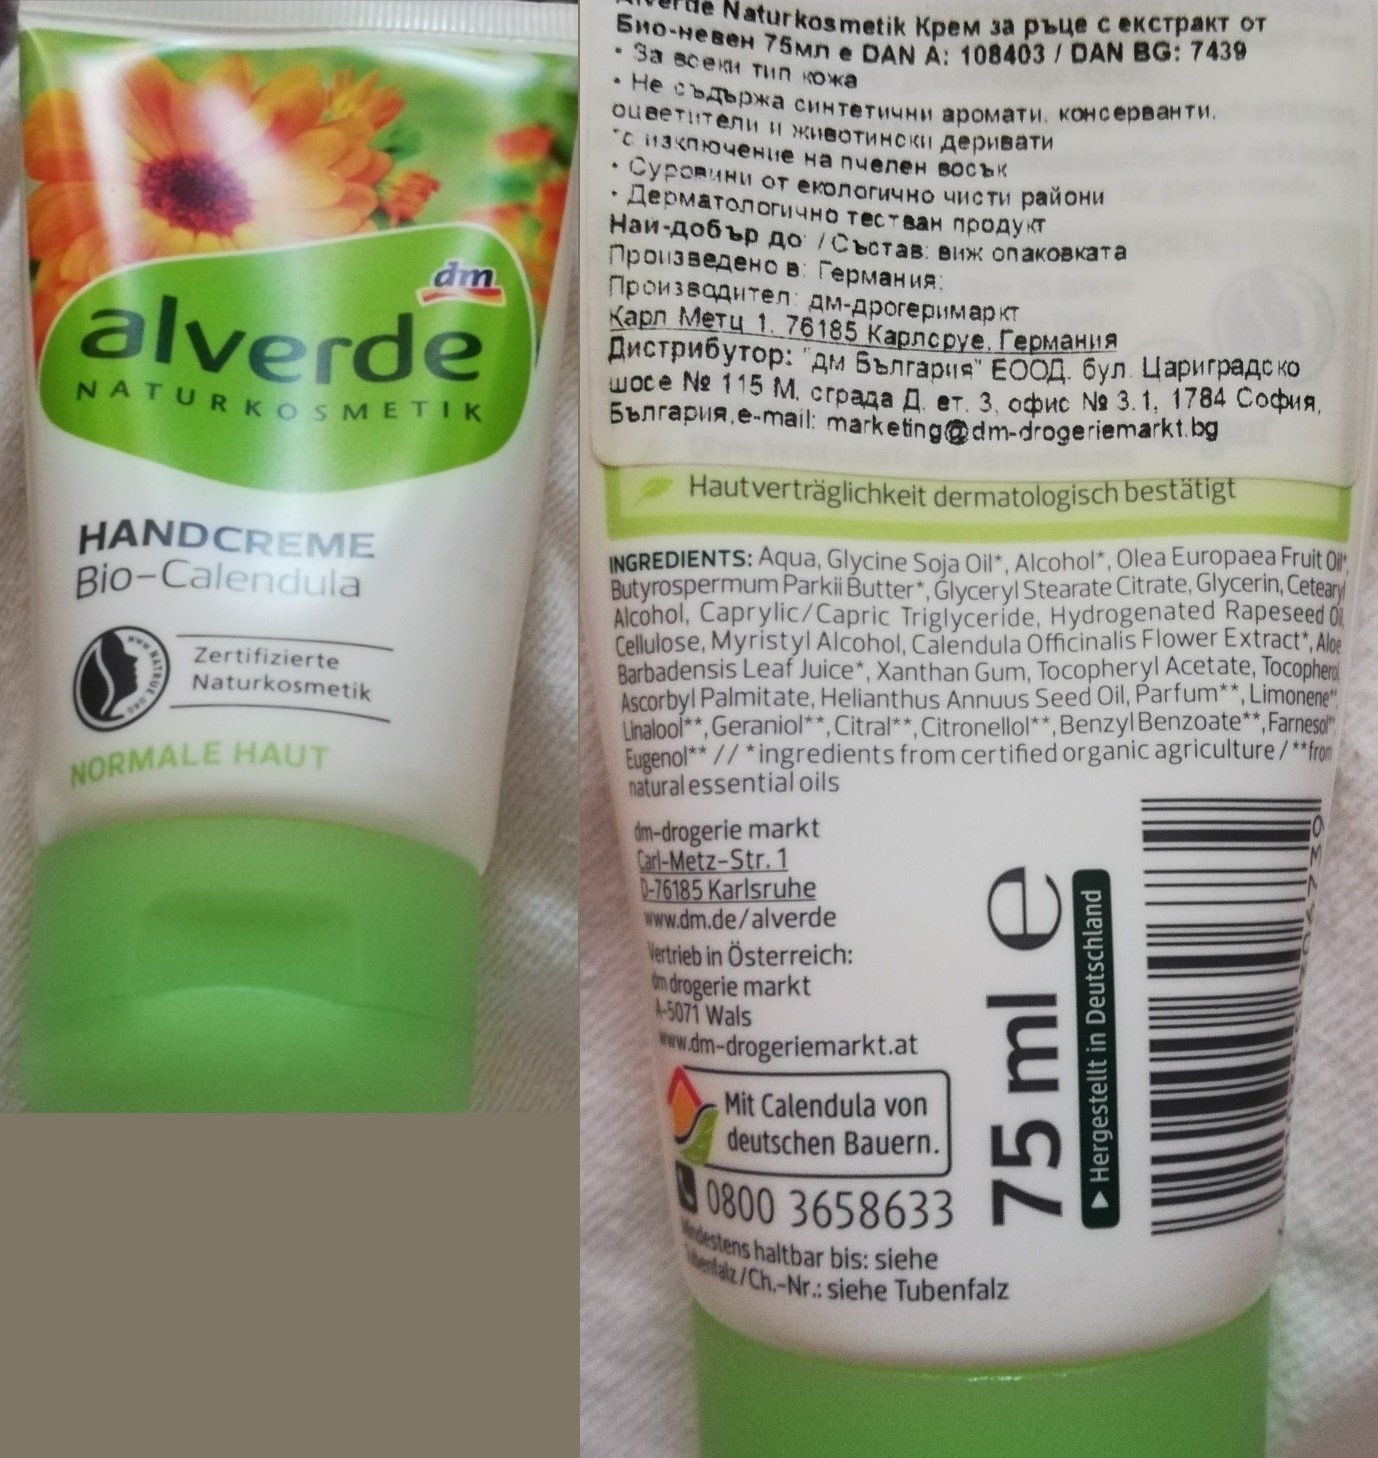 dm
alverde
NATURKOSMETIK
HANDCREME
Bio-Calendula
WWW.NATRUE.ORG
Zertifizierte
Naturkosmetik
NORMALE HAUT
Alverde Naturkosmetik Крем за ръце с екстракт от
Био-невен 75мл е DAN A: 108403 / DAN BG: 7439
• За всеки тип кожа
• Не съдържа синтетични аромати, консерванти,
оцветители и животински деривати
*с изключение на пчелен восък
• Суровини от екологично чисти райони
• Дерматологично тестван продукт
Най-добър до / Състав: виж опаковката
Произведено в: Германия:
Производител: дм-дрогеримаркт
Карл Метц 1, 76185 Карлсруе, Германия
Дистрибутор: "дм България" ЕООД, бул. Цариградско
шосе № 115 М, сграда Д, ет. 3, офис № 3.1, 1784 София,
България,e-mail: marketing@dm-drogeriemarkt.bg
Hautverträglichkeit dermatologisch bestätigt
INGREDIENTS: Aqua, Glycine Soja Oil*, Alcohol*, Olea Europaea Fruit Oil*,
Butyrospermum Parkii Butter*, Glyceryl Stearate Citrate, Glycerin, Cetearyl
Alcohol, Caprylic/Capric Triglyceride, Hydrogenated Rapeseed Oil,
Cellulose, Myristyl Alcohol, Calendula Officinalis Flower Extract*, Aloe
Barbadensis Leaf Juice*, Xanthan Gum, Tocopheryl Acetate, Tocopherol,
Ascorbyl Palmitate, Helianthus Annuus Seed Oil, Parfum**, Limonene**,
Linalool**, Geraniol**, Citral**, Citronellol**, Benzyl Benzoate**, Farnesol**,
Eugenol** // *ingredients from certified organic agriculture / **from
natural essential oils
dm-drogerie markt
Carl-Metz-Str. 1
D-76185 Karlsruhe
www.dm.de/alverde
Vertrieb in Österreich:
dm drogerie markt
A-5071 Wals
www.dm-drogeriemarkt.at
Mit Calendula von
deutschen Bauern.
0800 3658633
Mindestens haltbar bis: siehe
Tubenfalz/Ch.-Nr.: siehe Tubenfalz
75 ml e
Hergestellt in Deutschland